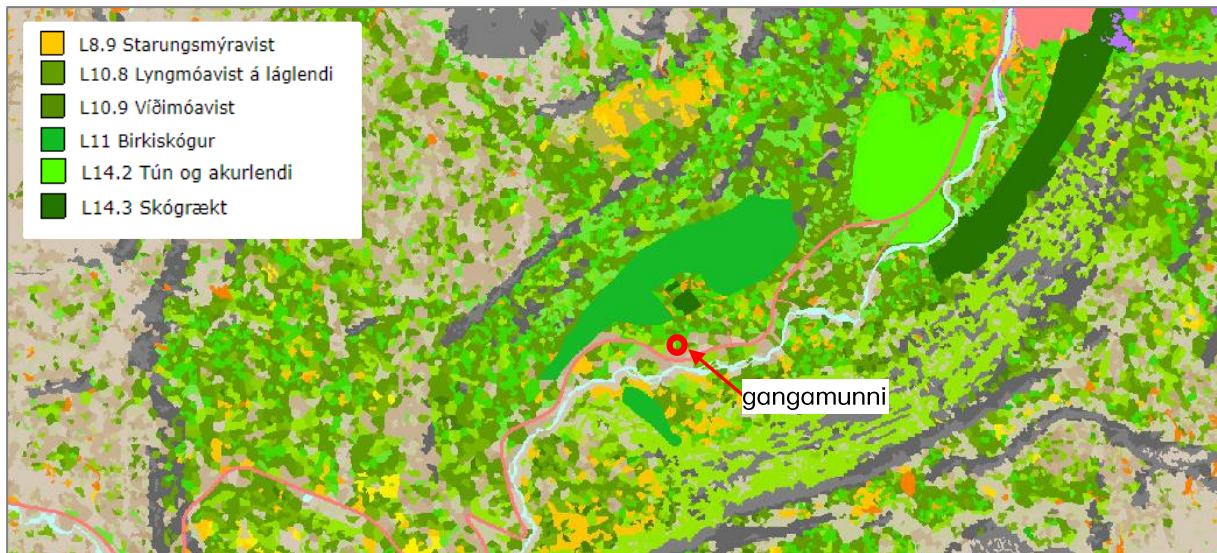 L8.9 Starungsmýravist
L10.8 Lyngmóavist á láglendi
L10.9 Víðimóavist
L11 Birkiskógur
L14.2 Tún og akurlendi
L14.3 Skógrækt
gangamunni